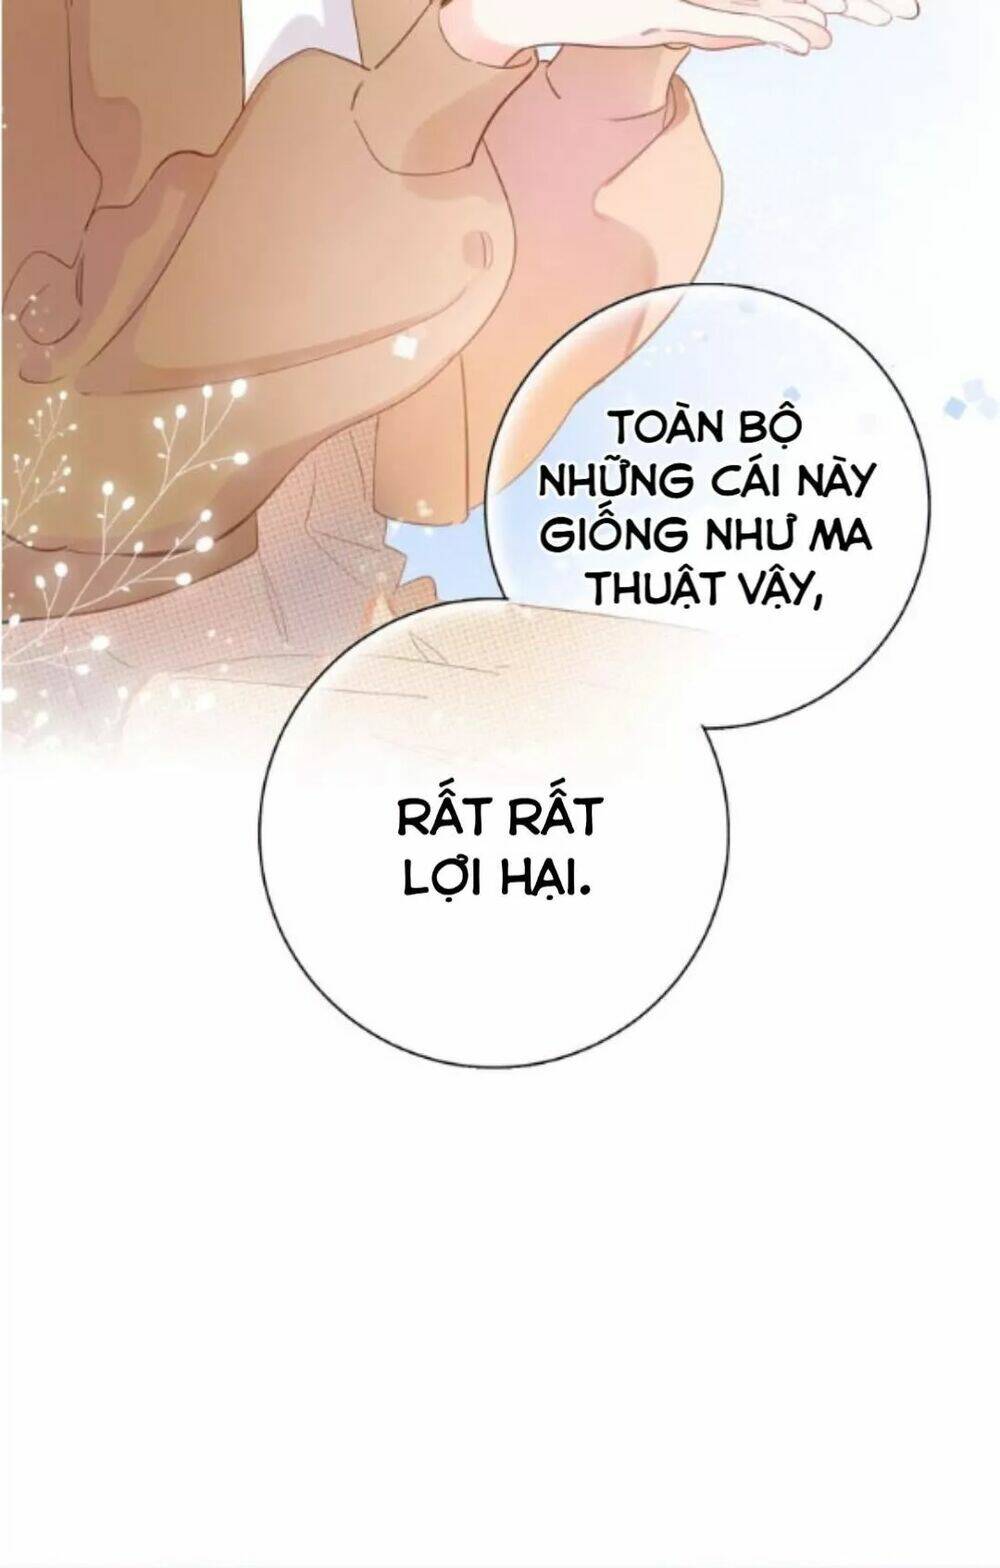 TOÀN BỘ
NHỮNG CÁI NÀY
GIỐNG NHƯ MA
THUẬT VẬY,
RẤT RẤT
LỢI HẠI.